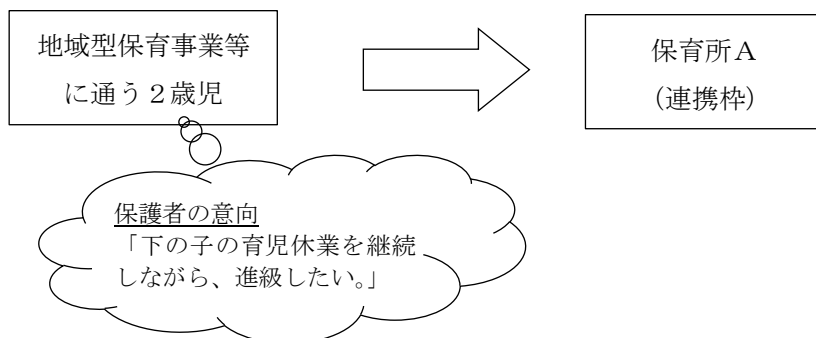 地域型保育事業等
に通う２歳児
保育所Ａ
（連携枠）
保護者の意向
「下の子の育児休業を継続
しながら、進級したい。」